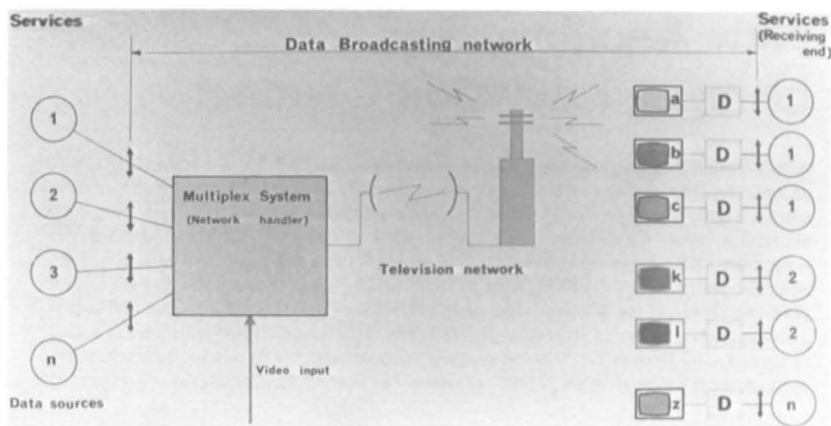 Services
Services
(Receiving
end)
Data Broadcasting network
1
2
3
n
Data sources
Multiplex System
(Network handler)
Video input
Television network
a D 1
b D 1
c D 1
k D 2
l D 2
z D n